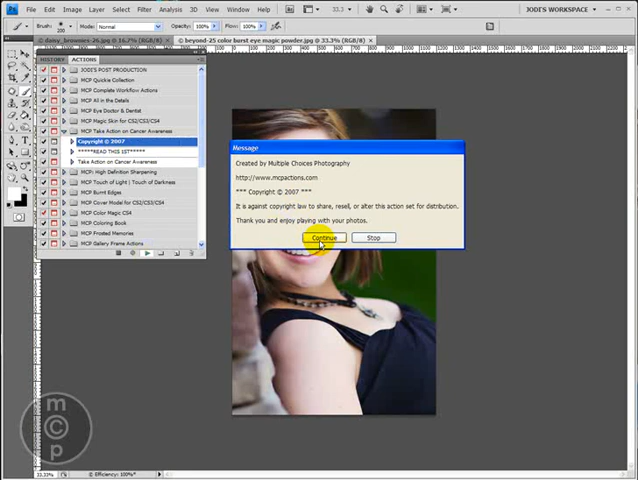 Ps File Edit Image Layer Select Filter Analysis 3D View Window Help Br 33.3 JODI'S WORKSPACE
Brush: 200 Mode: Normal Opacity: 100% Flow: 100%
daisy_brownies-26.jpg @ 16.7% (RGB/8) × beyond-25 color burst eye magic powder.jpg @ 33.3% (RGB/8) ×
HISTORY ACTIONS
JODI'S POST PRODUCTION
MCP Quickie Collection
MCP Complete Workflow Actions
MCP All in the Details
MCP Eye Doctor & Dentist
MCP Magic Skin for CS2/CS3/CS4
MCP Take Action on Cancer Awareness
Copyright © 2007
*****READ THIS 1ST*****
Take Action on Cancer Awareness
MCP: High Definition Sharpening
MCP Touch of Light | Touch of Darkness
MCP Burnt Edges
MCP Cover Model for CS2/CS3/CS4
MCP Color Magic CS4
MCP Coloring Book
MCP Frosted Memories
MCP Gallery Frame Actions
Message
Created by Multiple Choices Photography
http://www.mcpactions.com
*** Copyright © 2007 ***
It is against copyright law to share, resell, or alter this action set for distribution.
Thank you and enjoy playing with your photos.
Continue Stop
m
c
p
33.33% Efficiency: 100%*